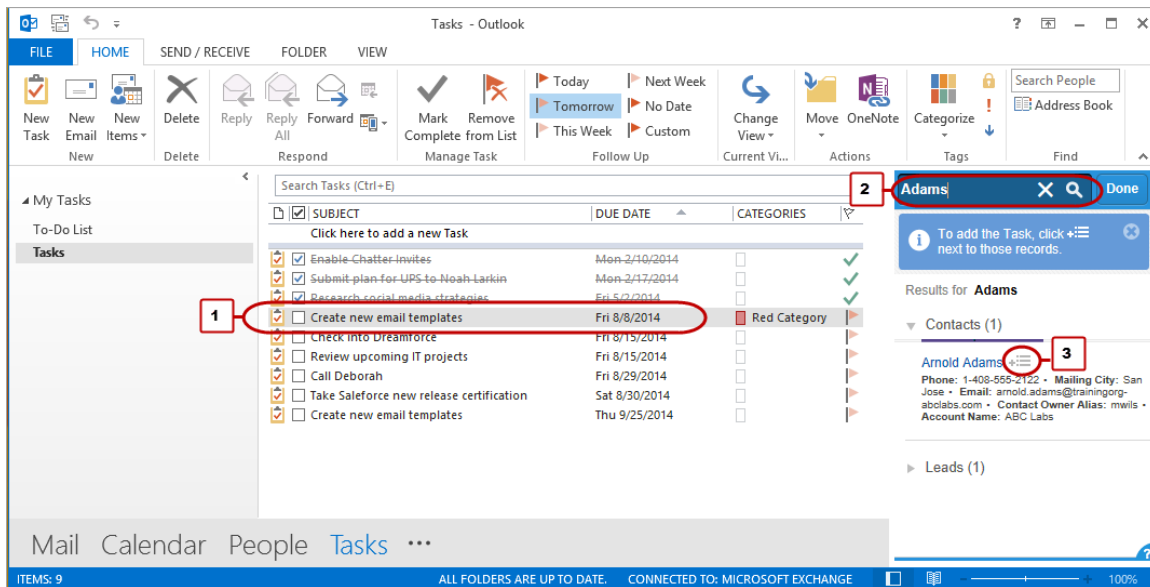 Tasks - Outlook
FILE HOME SEND / RECEIVE FOLDER VIEW
New Task
New Email
New Items
Delete
Reply
Reply All
Forward
Mark Complete
Remove from List
Today
Tomorrow
This Week
Next Week
No Date
Custom
Change View
Move
OneNote
Categorize
Search People
Address Book
New Delete Respond Manage Task Follow Up Current Vi... Actions Tags Find
My Tasks
To-Do List
Tasks
Search Tasks (Ctrl+E)
SUBJECT DUE DATE CATEGORIES
Click here to add a new Task
Enable Chatter Invites Mon 2/10/2014
Submit plan for UPS to Noah Larkin Mon 2/17/2014
Research social media strategies Fri 5/2/2014
1
Create new email templates Fri 8/8/2014 Red Category
Check into Dreamforce Fri 8/15/2014
Review upcoming IT projects Fri 8/15/2014
Call Deborah Fri 8/29/2014
Take Saleforce new release certification Sat 8/30/2014
Create new email templates Thu 9/25/2014
2
Adams Done
To add the Task, click
next to those records.
Results for Adams
Contacts (1)
3
Arnold Adams
Phone: 1-408-555-2122 • Mailing City: San
Jose • Email: arnold.adams@trainingorg-
abclabs.com • Contact Owner Alias: mwils •
Account Name: ABC Labs
Leads (1)
Mail Calendar People Tasks ...
ITEMS: 9 ALL FOLDERS ARE UP TO DATE. CONNECTED TO: MICROSOFT EXCHANGE 100%